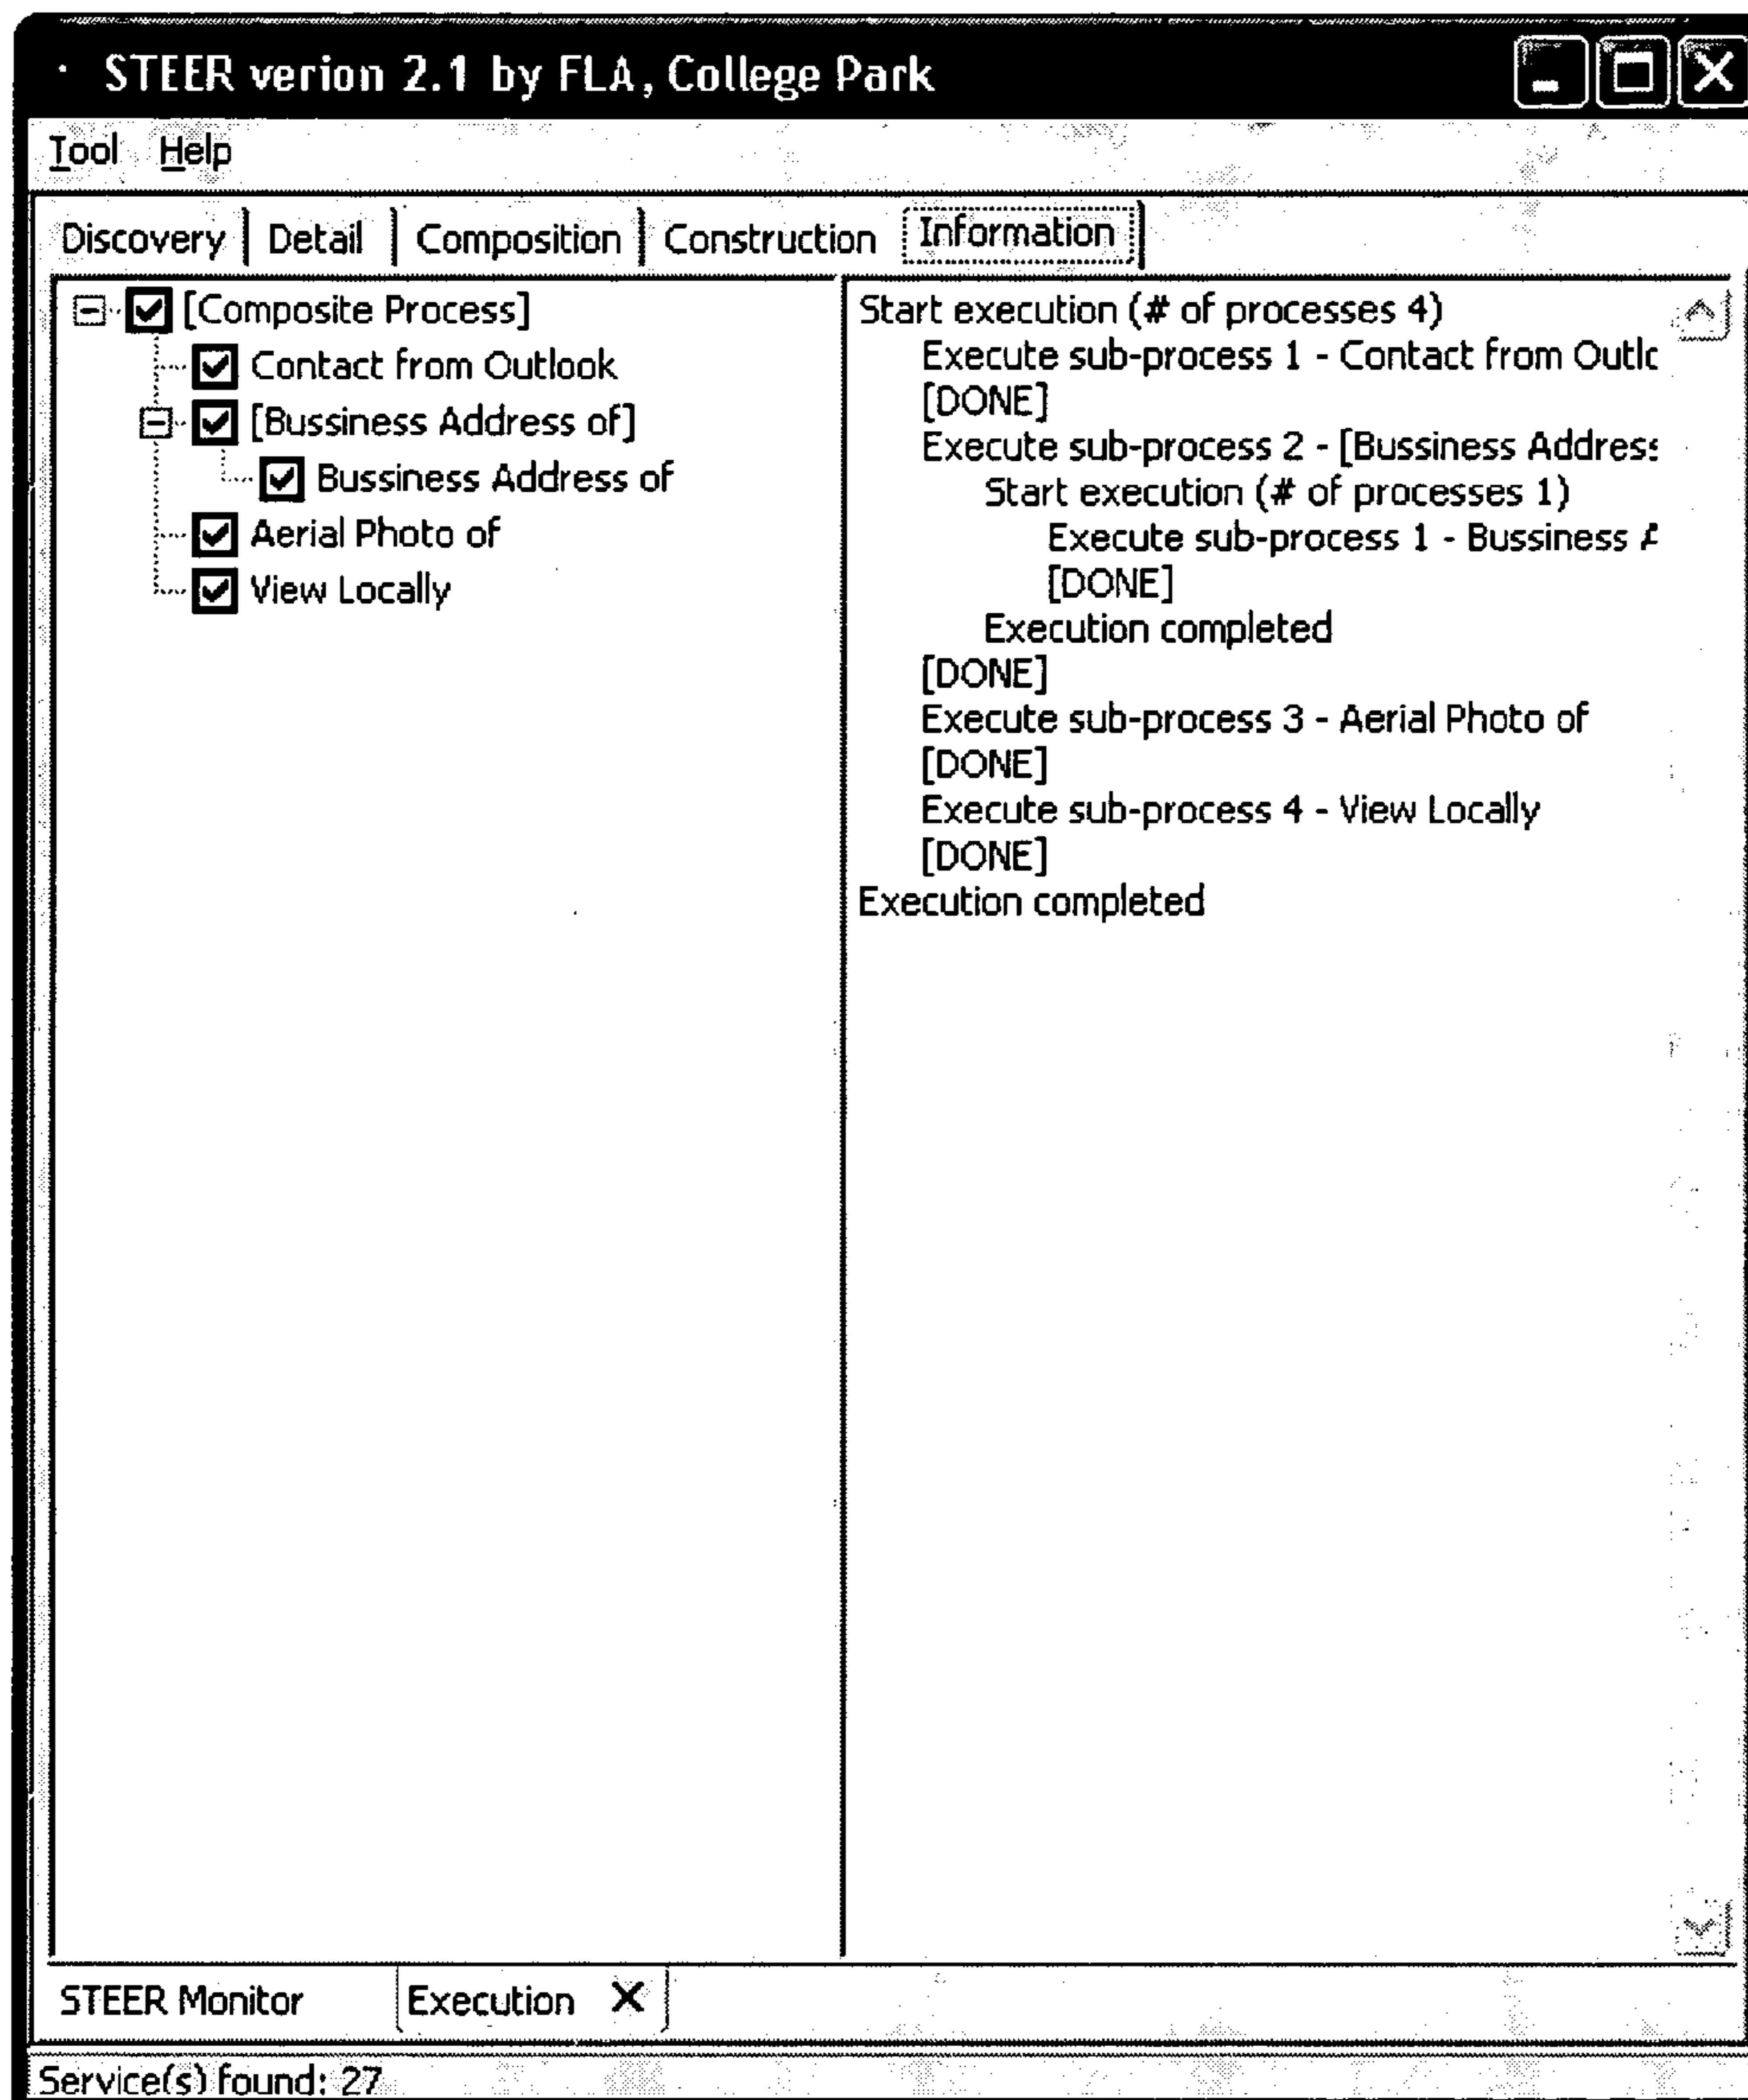 STEER verion 2.1 by FLA, College Park
Tool Help
Discovery Detail Composition Construction Information
[Composite Process]
Contact from Outlook
[Bussiness Address of]
Bussiness Address of
Aerial Photo of
View Locally
Start execution (# of processes 4)
Execute sub-process 1 - Contact from Outlo
[DONE]
Execute sub-process 2 - [Bussiness Address
Start execution (# of processes 1)
Execute sub-process 1 - Bussiness A
[DONE]
Execution completed
[DONE]
Execute sub-process 3 - Aerial Photo of
[DONE]
Execute sub-process 4 - View Locally
[DONE]
Execution completed
STEER Monitor Execution
Service(s) found: 27